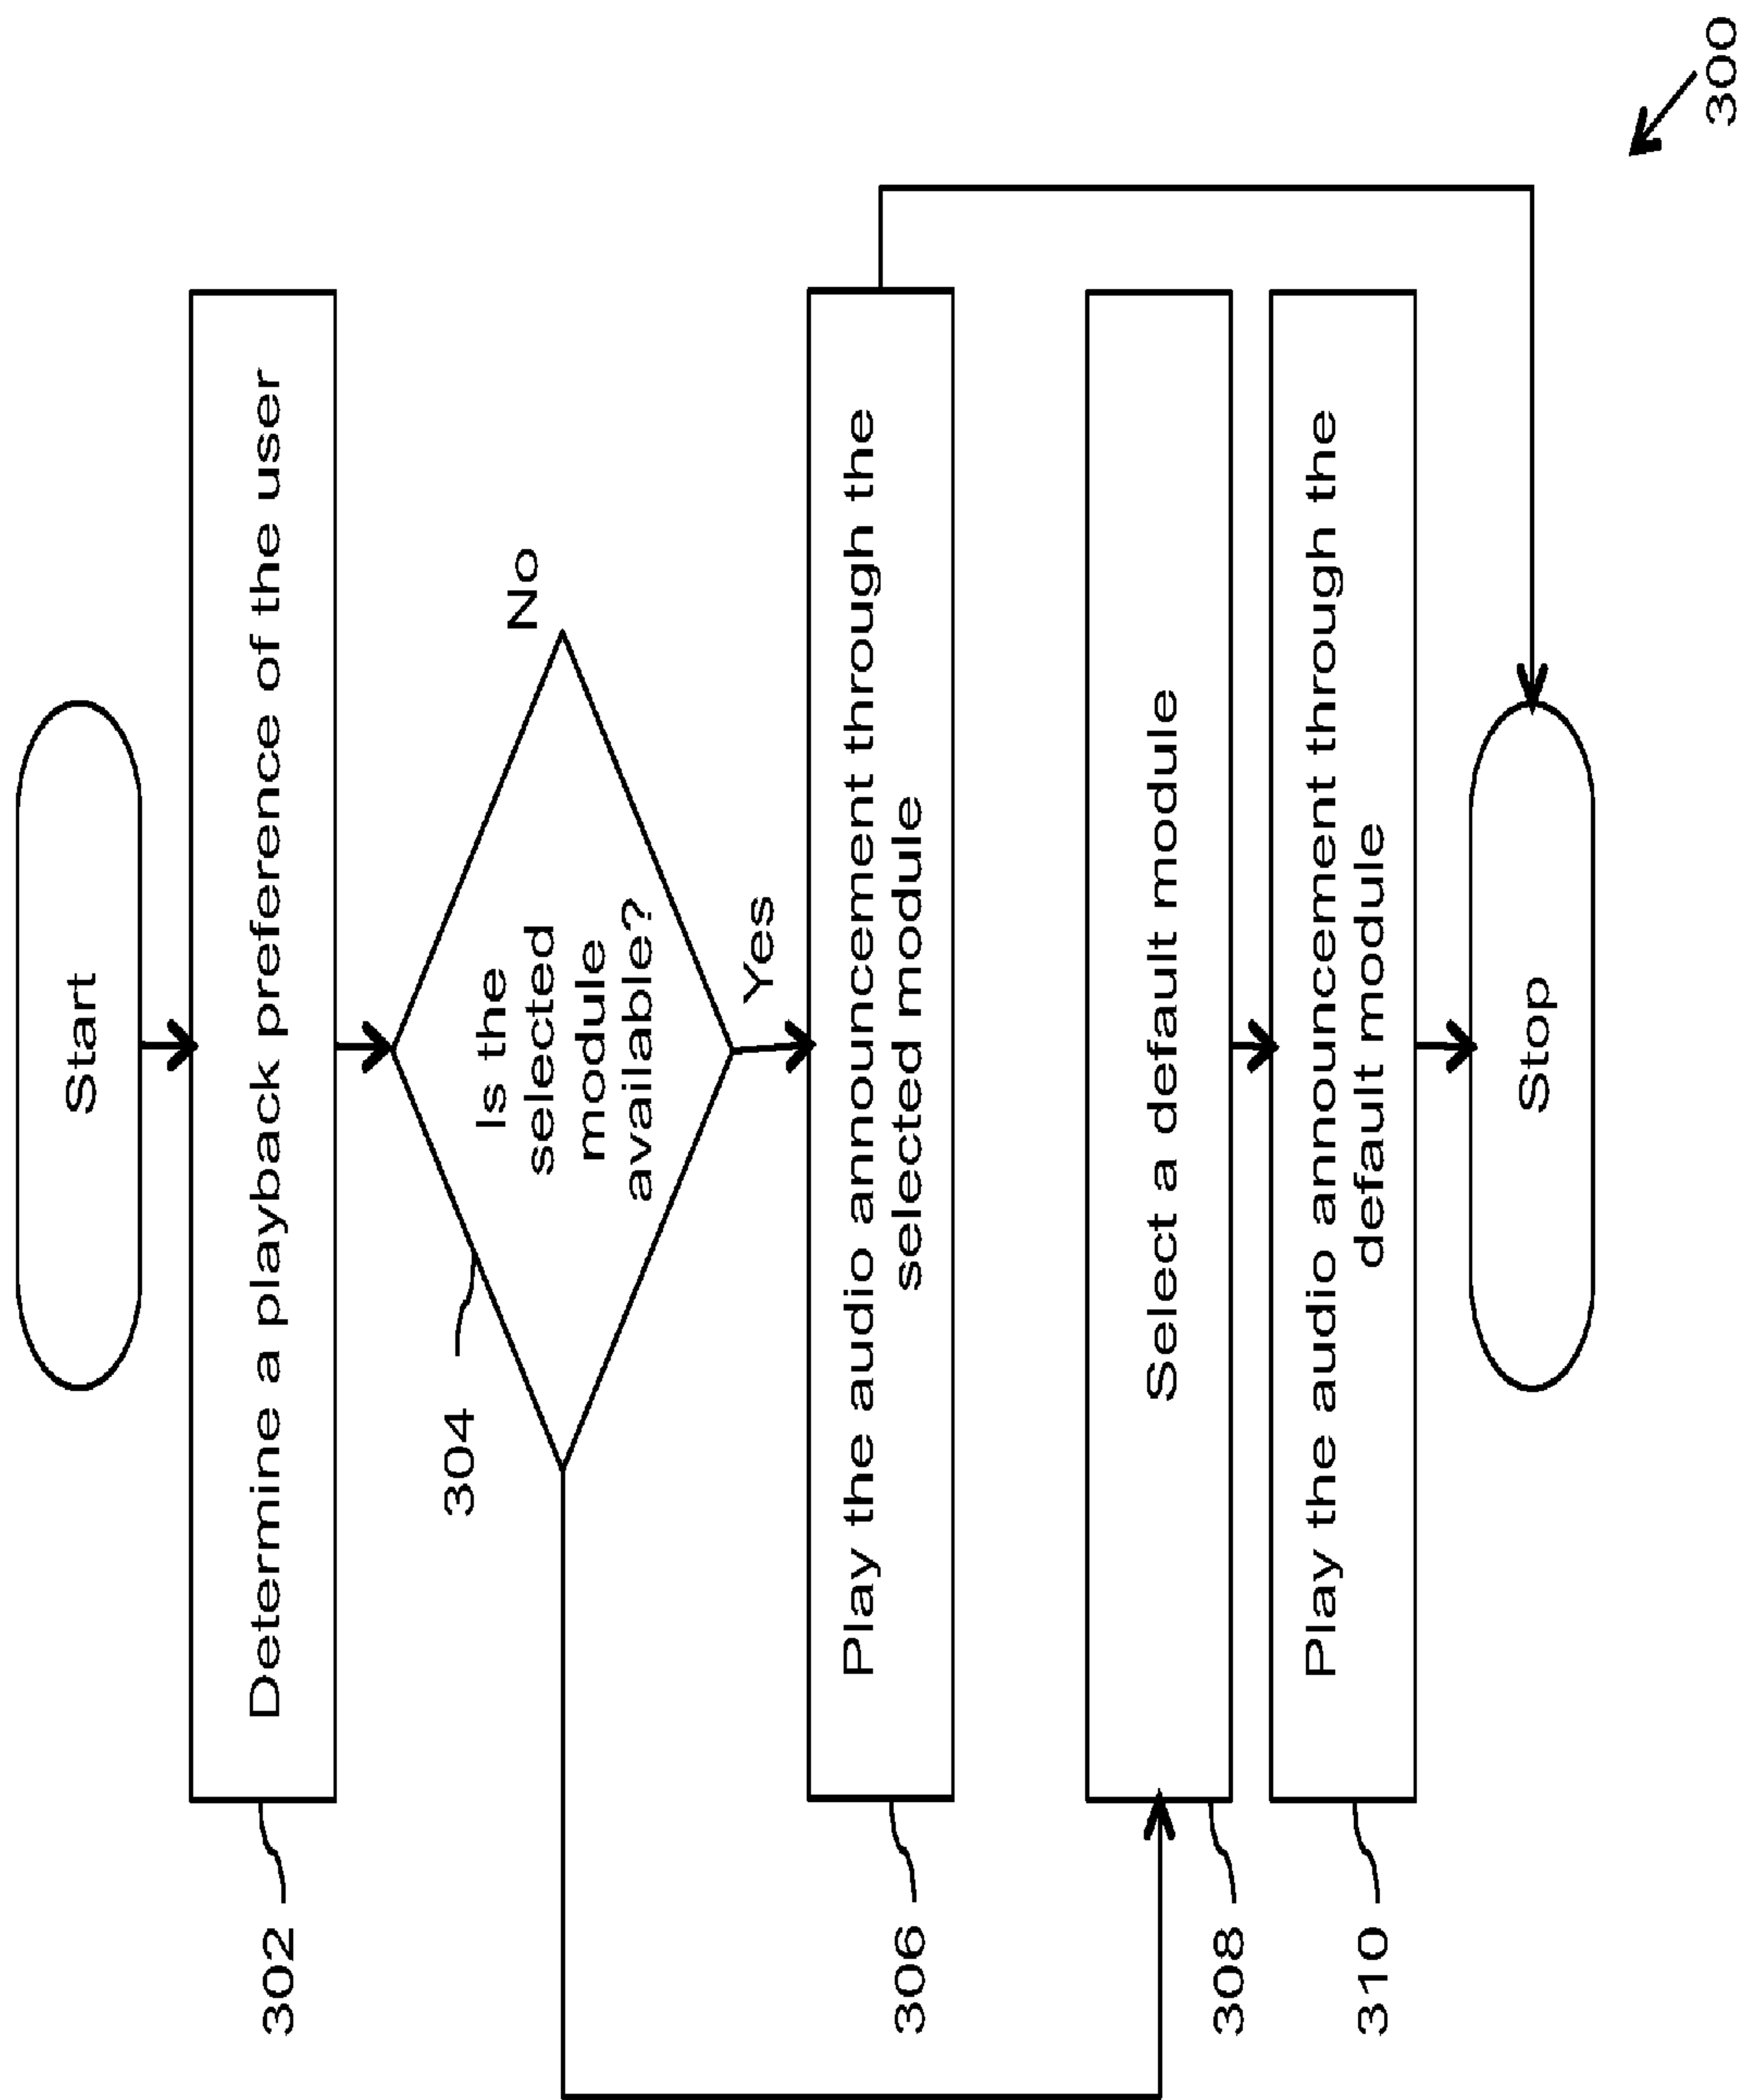 Start
302
Determine a playback preference of the user
304
Is the
selected
module
available?
No
Yes
306
Play the audio announcement through the
selected module
308
Select a default module
310
Play the audio announcement through the
default module
Stop
300